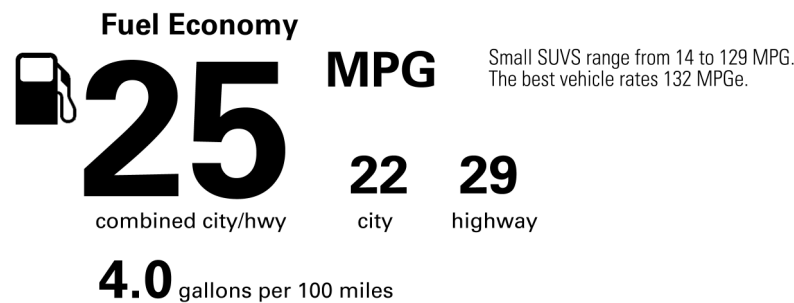 Fuel Economy
25
MPG
Small SUVS range from 14 to 129 MPG.
The best vehicle rates 132 MPGe.
22 29
combined city/hwy city highway
4.0 gallons per 100 miles